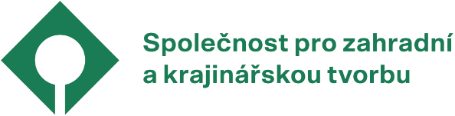 Společnost pro zahradní
a krajinářskou tvorbu